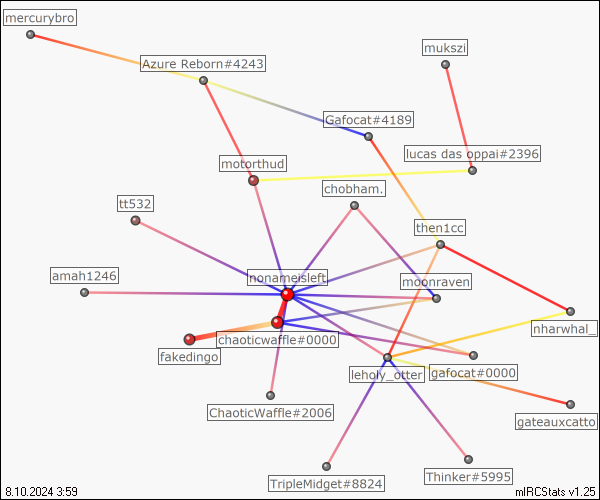 mercurybro
mukszi
Azure Reborn#4243
Gafocat#4189
lucas das oppai#2396
motorthud
chobham.
tt532
then1cc
amah1246
nonameisleft
moonraven
nharwhal_
chaoticwaffle#0000
fakedingo
leholy_otter
gafocat#0000
ChaoticWaffle#2006
gateauxcatto
TripleMidget#8824
Thinker#5995
8.10.2024 3:59
mIRCStats v1.25